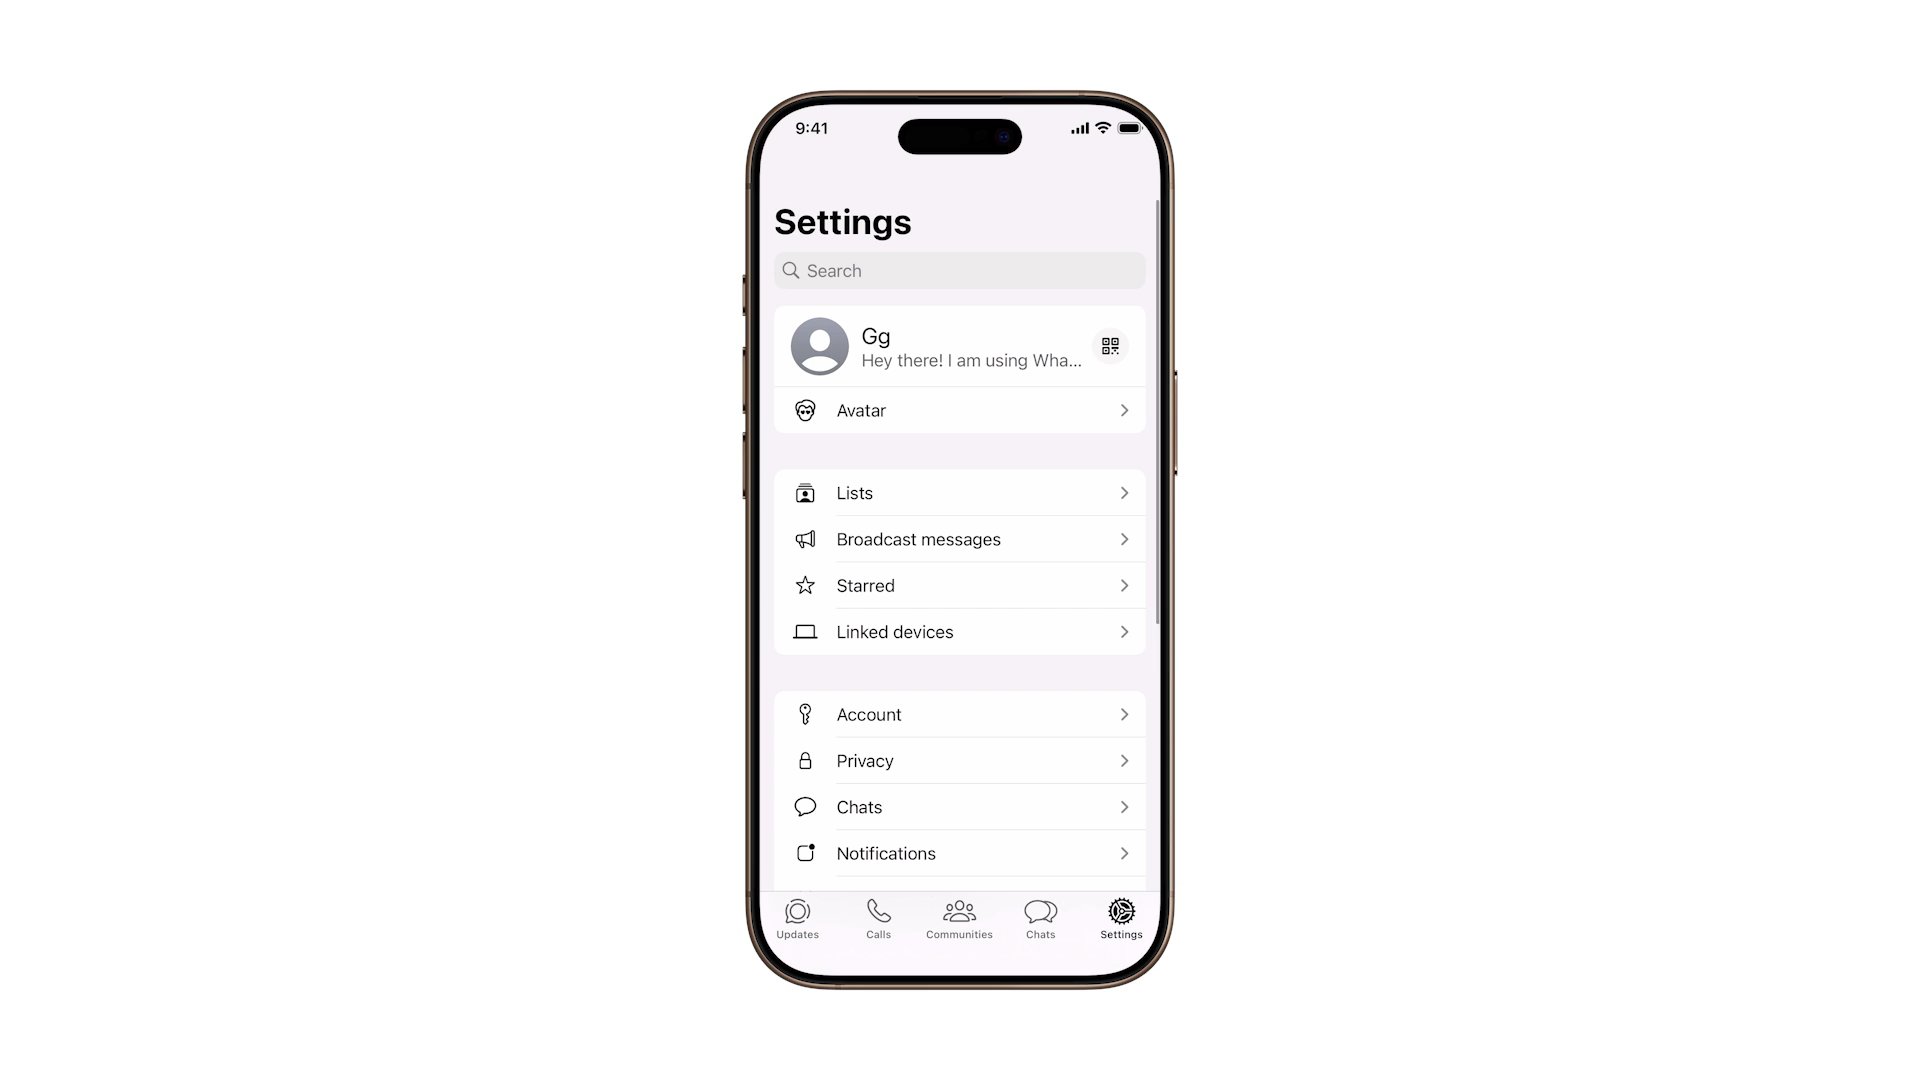 9:41
Settings
Search
Gg
Hey there! I am using Wha...
Avatar
Lists
Broadcast messages
Starred
Linked devices
Account
Privacy
Chats
Notifications
Updates
Calls
Communities
Chats
Settings